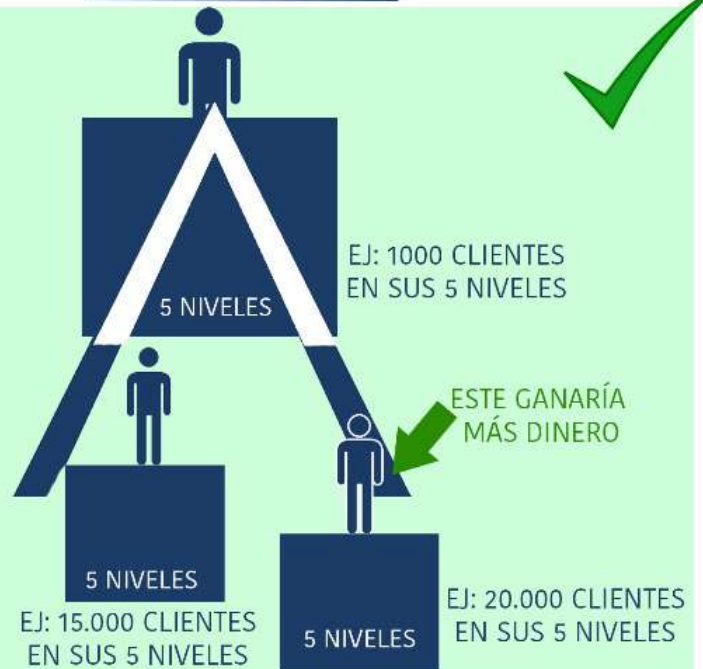 EJ: 1000 CLIENTES
EN SUS 5 NIVELES
5 NIVELES
ESTE GANARÍA
MÁS DINERO
5 NIVELES
EJ: 15.000 CLIENTES
EN SUS 5 NIVELES
5 NIVELES
EJ: 20.000 CLIENTES
EN SUS 5 NIVELES